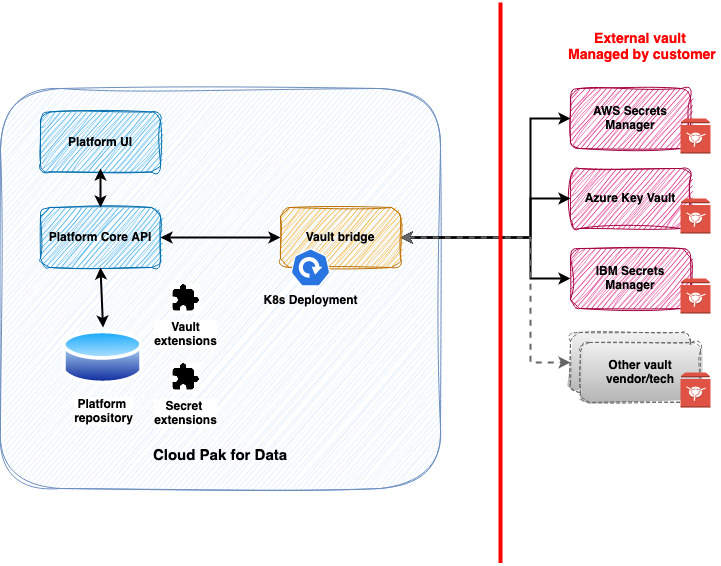 External vault
Managed by customer
AWS Secrets
Manager
Platform UI
Azure Key Vault
Platform Core API
Vault bridge
IBM Secrets
Manager
K8s Deployment
Vault
extensions
Other vault
vendor/tech
Platform
repository
Secret
extensions
Cloud Pak for Data